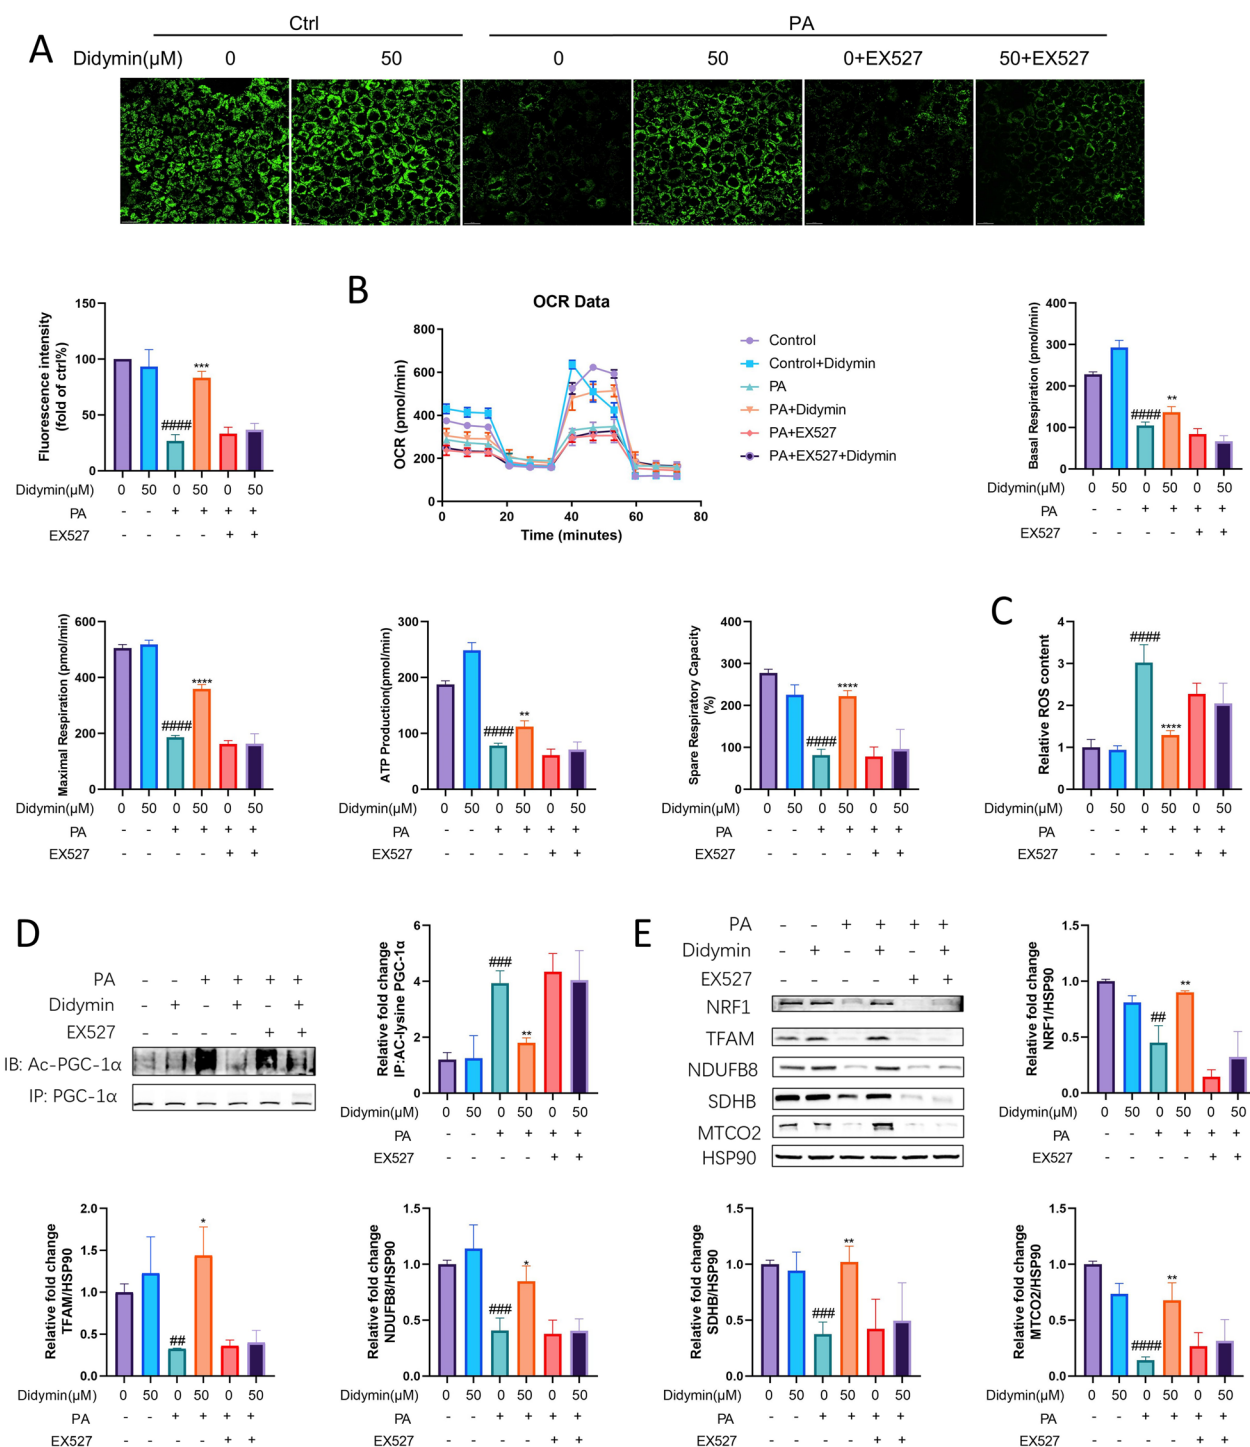 A
Ctrl PA
Didymin(μM) 0 50 0 50 0+EX527 50+EX527
Fluorescence intensity
(fold of ctrl%)
150
100
50
0
####
***
Didymin(μM) 0 50 0 50 0 50
PA - - + + + +
EX527 - - - - + +
B
OCR Data
OCR (pmol/min)
800
600
400
200
0
0 20 40 60 80
Time (minutes)
Control
Control+Didymin
PA
PA+Didymin
PA+EX527
PA+EX527+Didymin
Basal Respiration (pmol/min)
400
300
200
100
0
####
**
Didymin(μM) 0 50 0 50 0 50
PA - - + + + +
EX527 - - - - + +
Maximal Respiration (pmol/min)
600
400
200
0
####
****
Didymin(μM) 0 50 0 50 0 50
PA - - + + + +
EX527 - - - - + +
ATP Production(pmol/min)
300
200
100
0
####
**
Didymin(μM) 0 50 0 50 0 50
PA - - + + + +
EX527 - - - - + +
Spare Respiratory Capacity
(%)
400
300
200
100
0
####
****
Didymin(μM) 0 50 0 50 0 50
PA - - + + + +
EX527 - - - - + +
C
Relative ROS content
4
3
2
1
0
####
****
Didymin(μM) 0 50 0 50 0 50
PA - - + + + +
EX527 - - - - + +
D
PA - - + + + +
Didymin - + - + - +
EX527 - - - - + +
IB: Ac-PGC-1α
IP: PGC-1α
Relative fold change
IP:AC-lysine PGC-1α
6
4
2
0
###
**
Didymin(μM) 0 50 0 50 0 50
PA - - + + + +
EX527 - - - - + +
E
PA - - + + + +
Didymin - + - + - +
EX527 - - - - + +
NRF1
TFAM
NDUFB8
SDHB
MTCO2
HSP90
Relative fold change
NRF1/HSP90
1.5
1.0
0.5
0.0
##
**
Didymin(μM) 0 50 0 50 0 50
PA - - + + + +
EX527 - - - - + +
Relative fold change
TFAM/HSP90
2.0
1.5
1.0
0.5
0.0
##
*
Didymin(μM) 0 50 0 50 0 50
PA - - + + + +
EX527 - - - - + +
Relative fold change
NDUFB8/HSP90
1.5
1.0
0.5
0.0
###
*
Didymin(μM) 0 50 0 50 0 50
PA - - + + + +
EX527 - - - - + +
Relative fold change
SDHB/HSP90
1.5
1.0
0.5
0.0
###
**
Didymin(μM) 0 50 0 50 0 50
PA - - + + + +
EX527 - - - - + +
Relative fold change
MTCO2/HSP90
1.5
1.0
0.5
0.0
####
**
Didymin(μM) 0 50 0 50 0 50
PA - - + + + +
EX527 - - - - + +